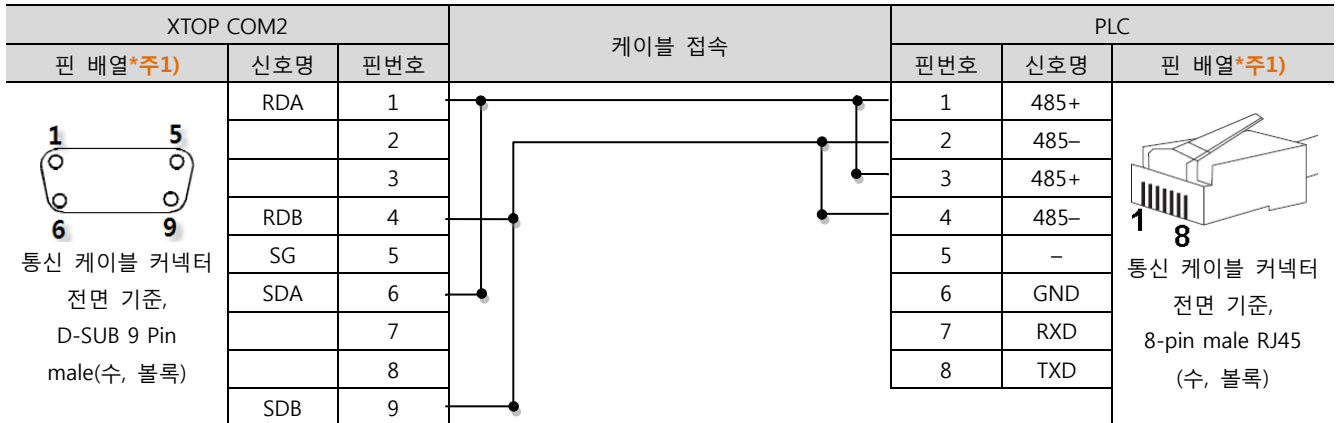 XTOP COM2 케이블 접속 PLC
핀 배열*주1) 신호명 핀번호 핀번호 신호명 핀 배열*주1)
RDA 1 1 485+
1 5
2 2 485–
3 3 485+
RDB 4 4 485–
6 9
1 8
통신 케이블 커넥터
전면 기준,
D-SUB 9 Pin
male(수, 볼록)
SG 5 5 –
SDA 6 6 GND
7 7 RXD
8 8 TXD
SDB 9
통신 케이블 커넥터
전면 기준,
8-pin male RJ45
(수, 볼록)